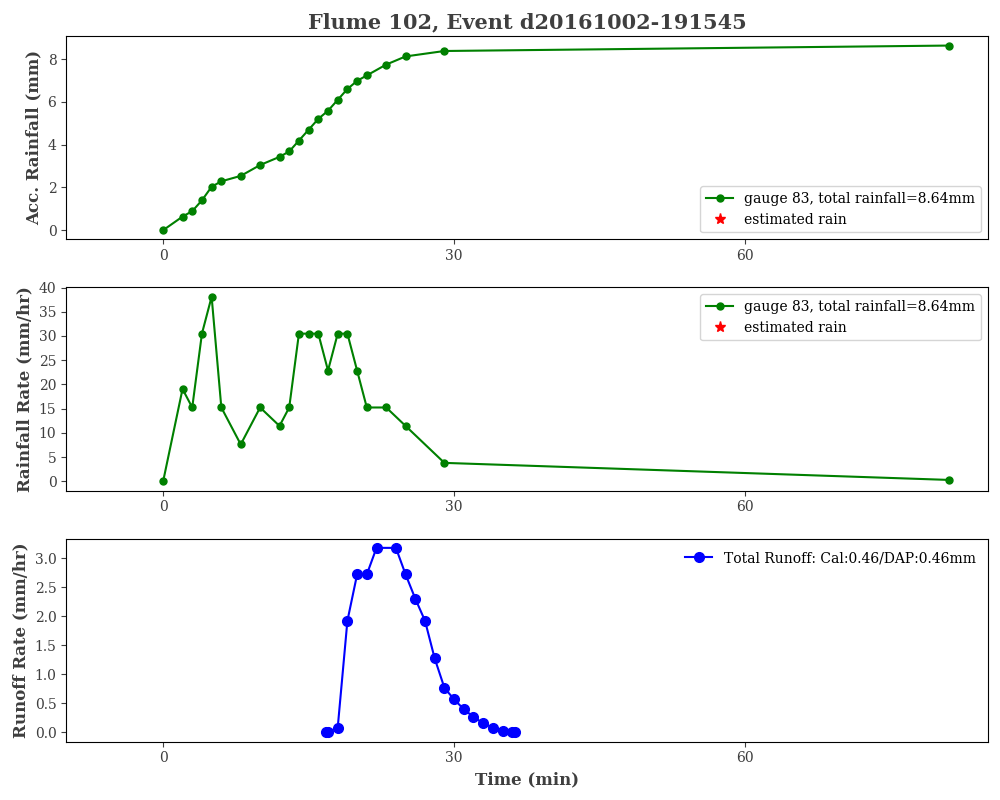 Flume 102, Event d20161002-191545
Acc. Rainfall (mm)
8
6
4
2
0
gauge 83, total rainfall=8.64mm
estimated rain
0 30 60
Rainfall Rate (mm/hr)
40
35
30
25
20
15
10
5
0
gauge 83, total rainfall=8.64mm
estimated rain
0 30 60
Runoff Rate (mm/hr)
3.0
2.5
2.0
1.5
1.0
0.5
0.0
Total Runoff: Cal:0.46/DAP:0.46mm
0 30 60
Time (min)